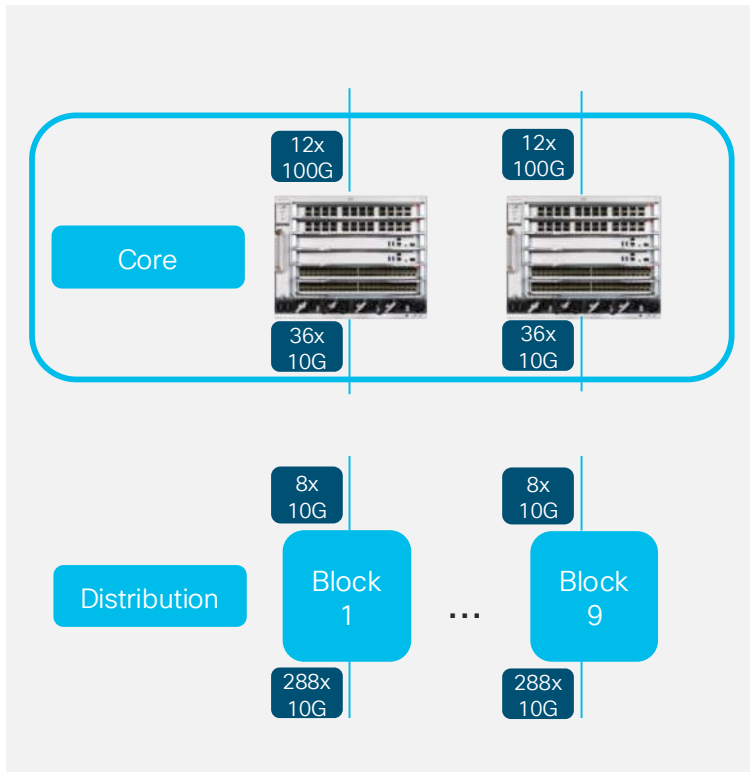 12x
100G
12x
100G
Core
36x
10G
36x
10G
8x
10G
8x
10G
Distribution
Block
1
...
Block
9
288x
10G
288x
10G